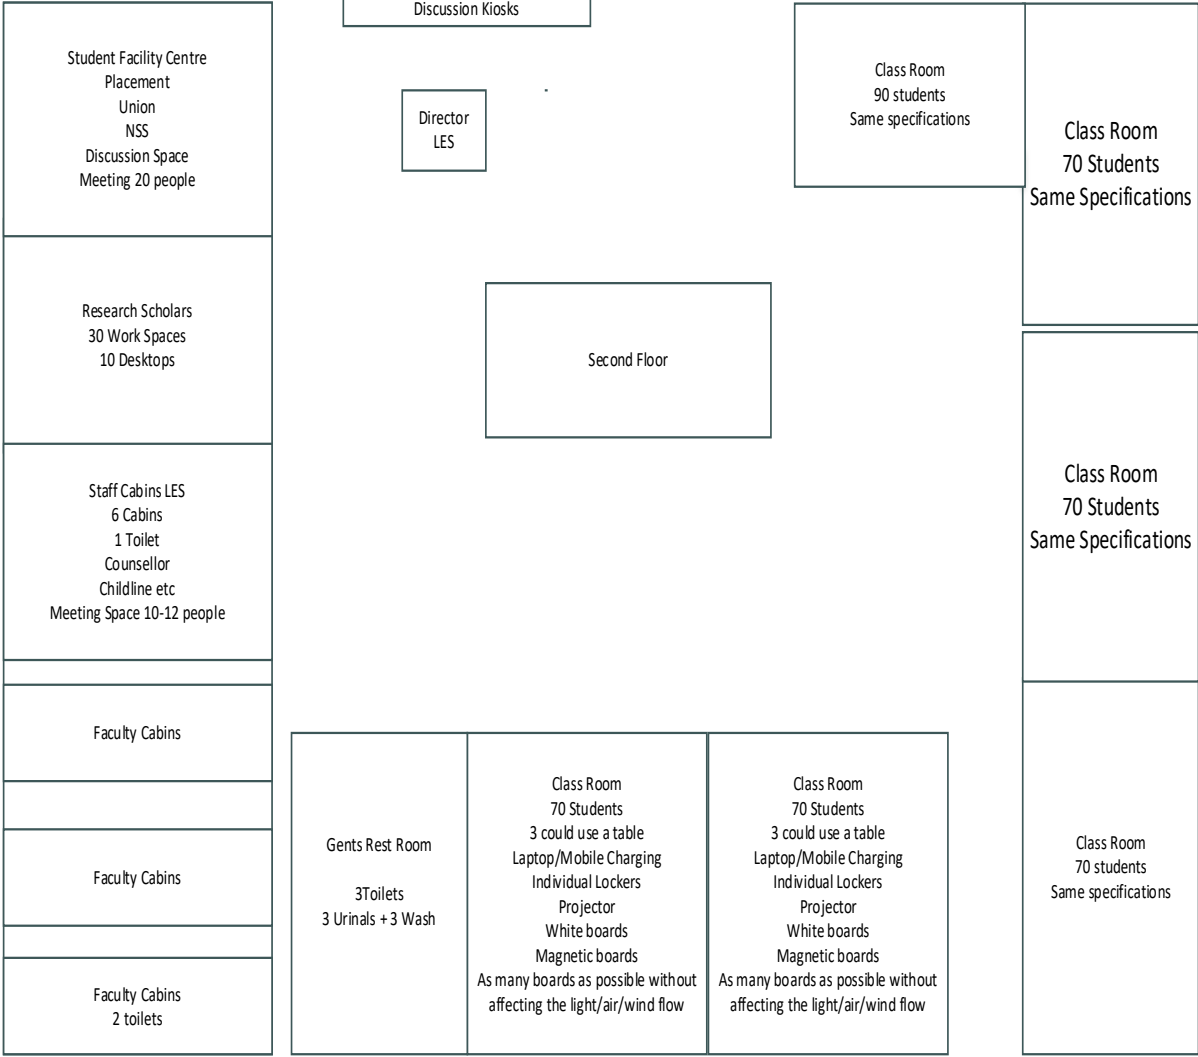 Discussion Kiosks
Student Facility Centre
Placement
Union
NSS
Discussion Space
Meeting 20 people
Director
LES
Class Room
90 students
Same specifications
Class Room
70 Students
Same Specifications
Research Scholars
30 Work Spaces
10 Desktops
Second Floor
Staff Cabins LES
6 Cabins
1 Toilet
Counsellor
Childline etc
Meeting Space 10-12 people
Class Room
70 Students
Same Specifications
Faculty Cabins
Faculty Cabins
Faculty Cabins
2 toilets
Gents Rest Room
3Toilets
3 Urinals + 3 Wash
Class Room
70 Students
3 could use a table
Laptop/Mobile Charging
Individual Lockers
Projector
White boards
Magnetic boards
As many boards as possible without
affecting the light/air/wind flow
Class Room
70 Students
3 could use a table
Laptop/Mobile Charging
Individual Lockers
Projector
White boards
Magnetic boards
As many boards as possible without
affecting the light/air/wind flow
Class Room
70 students
Same specifications